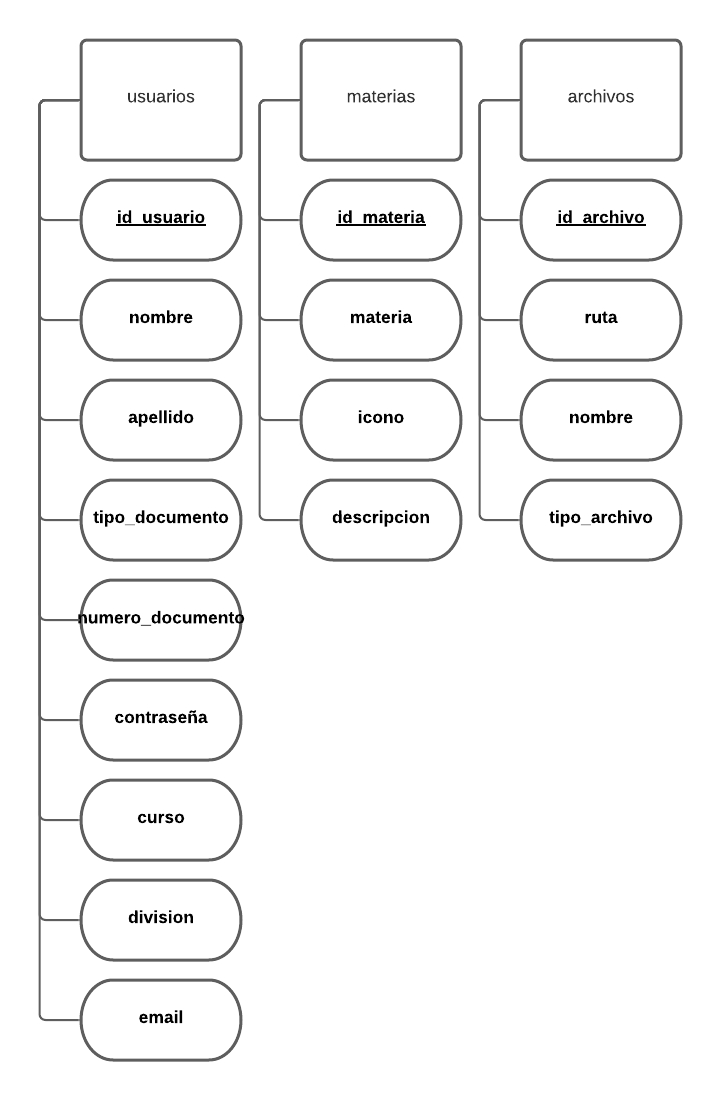 usuarios
id_usuario
nombre
apellido
tipo_documento
numero_documento
contraseña
curso
division
email
materias
id_materia
materia
icono
descripcion
archivos
id_archivo
ruta
nombre
tipo_archivo